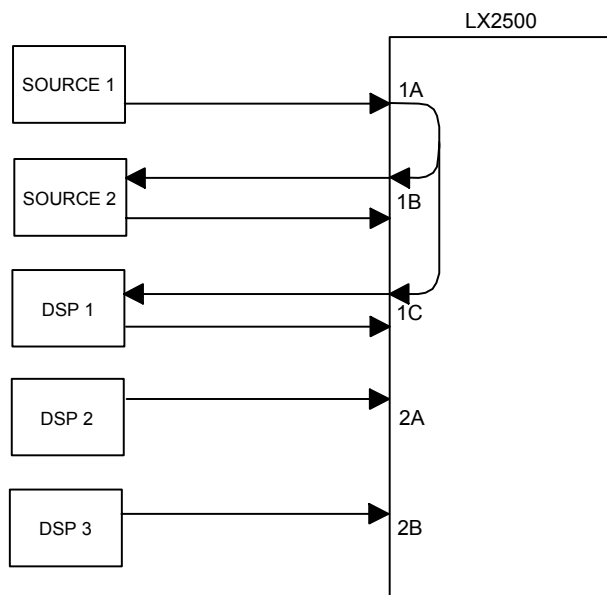 LX2500
SOURCE 1
1A
SOURCE 2
1B
DSP 1
1C
DSP 2
2A
DSP 3
2B